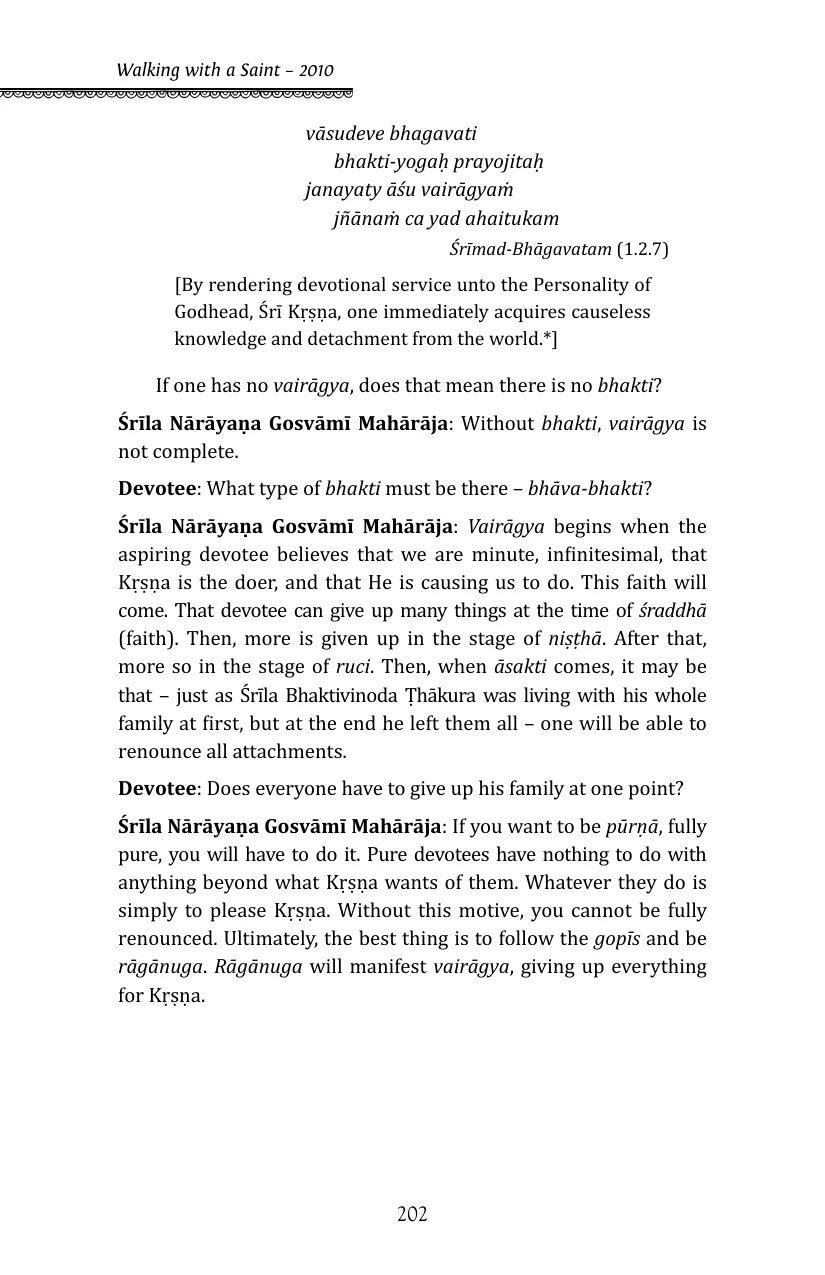 Walking with a Saint – 2010
vāsudeve bhagavati
bhakti-yogaḥ prayojitaḥ
janayaty āśu vairāgyaṁ
jñānaṁ ca yad ahaitukam
Śrīmad-Bhāgavatam (1.2.7)
[By rendering devotional service unto the Personality of
Godhead, Śrī Kṛṣṇa, one immediately acquires causeless
knowledge and detachment from the world.*]
If one has no vairāgya, does that mean there is no bhakti?
Śrīla Nārāyaṇa Gosvāmī Mahārāja: Without bhakti, vairāgya is
not complete.
Devotee: What type of bhakti must be there – bhāva-bhakti?
Śrīla Nārāyaṇa Gosvāmī Mahārāja: Vairāgya begins when the
aspiring devotee believes that we are minute, infinitesimal, that
Kṛṣṇa is the doer, and that He is causing us to do. This faith will
come. That devotee can give up many things at the time of śraddhā
(faith). Then, more is given up in the stage of niṣṭhā. After that,
more so in the stage of ruci. Then, when āsakti comes, it may be
that – just as Śrīla Bhaktivinoda Ṭhākura was living with his whole
family at first, but at the end he left them all – one will be able to
renounce all attachments.
Devotee: Does everyone have to give up his family at one point?
Śrīla Nārāyaṇa Gosvāmī Mahārāja: If you want to be pūrṇā, fully
pure, you will have to do it. Pure devotees have nothing to do with
anything beyond what Kṛṣṇa wants of them. Whatever they do is
simply to please Kṛṣṇa. Without this motive, you cannot be fully
renounced. Ultimately, the best thing is to follow the gopīs and be
rāgānuga. Rāgānuga will manifest vairāgya, giving up everything
for Kṛṣṇa.
202